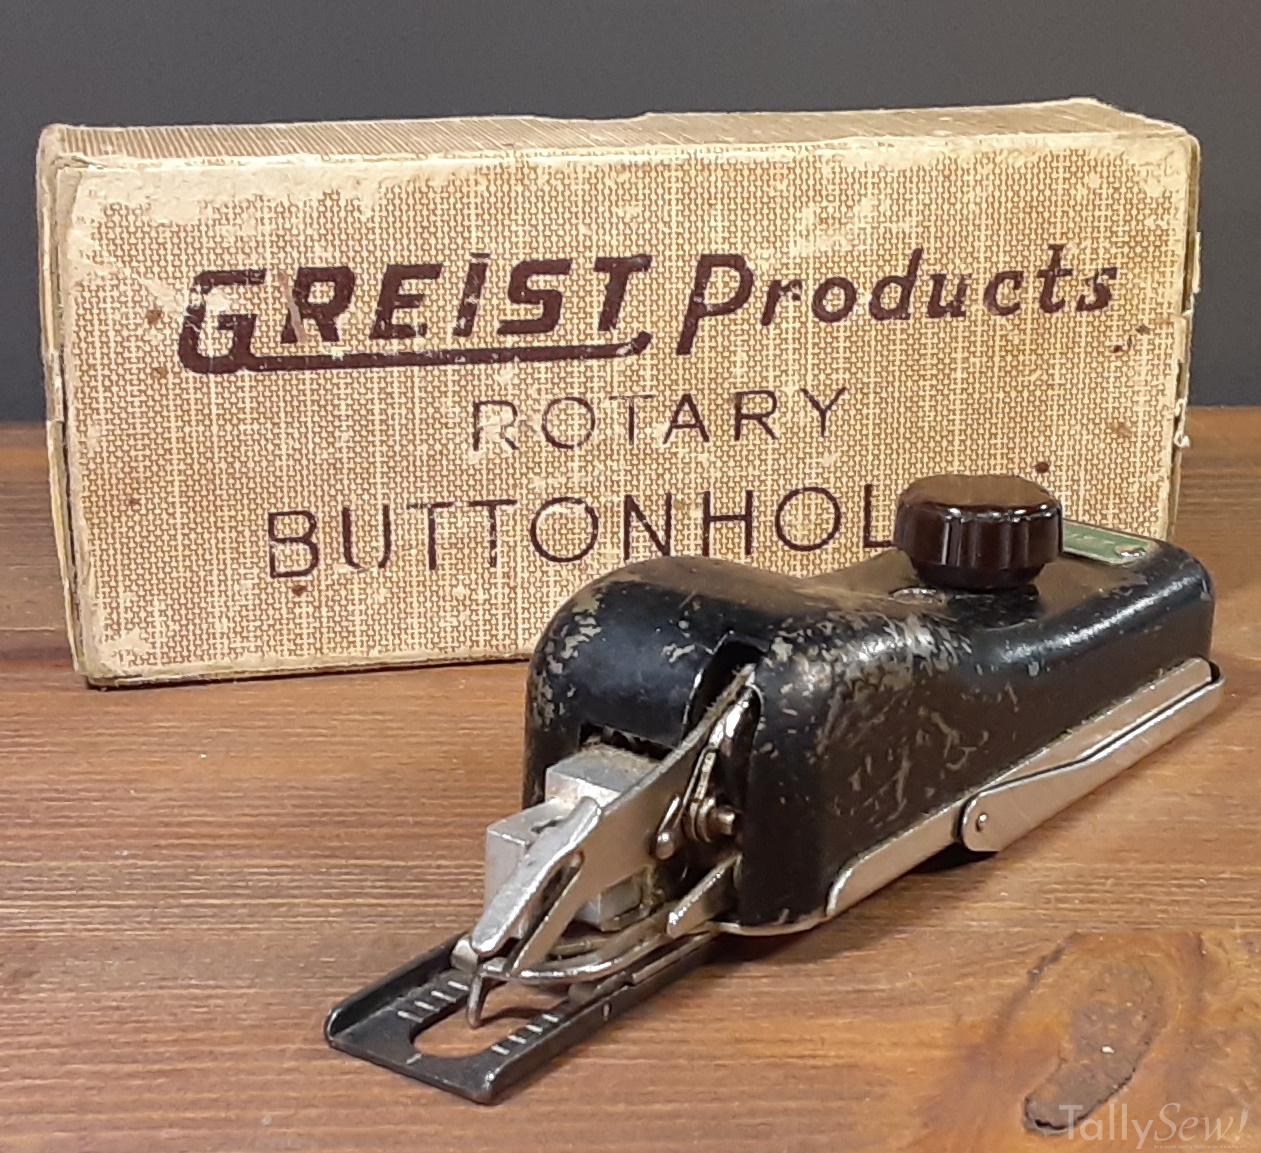 GREIST Products
ROTARY
BUTTONHOL
TallySew!